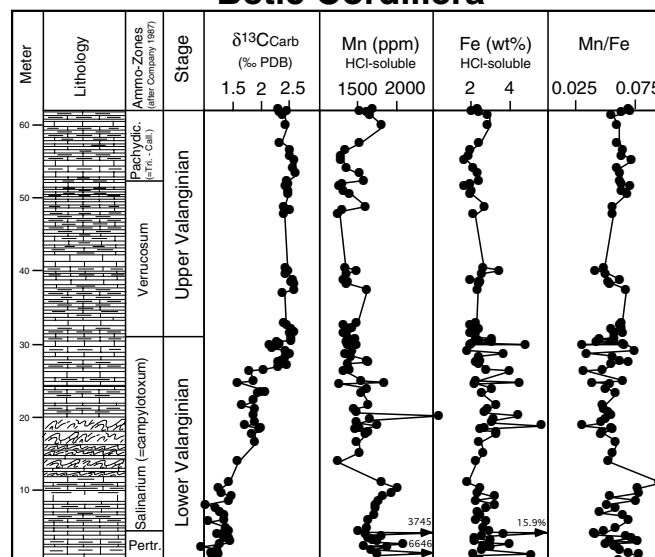 Betic Cordillera
Meter
Lithology
Ammo-Zones
(after Company 1987)
Stage
δ13CCarb
(‰ PDB)
1.5 2 2.5
Mn (ppm)
HCl-soluble
1500 2000
Fe (wt%)
HCl-soluble
2 4
Mn/Fe
0.025 0.075
60
50
40
30
20
10
Pachydic.
(=Tri. - Call.)
Verrucosum
Salinarium (=campylotoxum)
Pertr.
Upper Valanginian
Lower Valanginian
3745
6646
15.9%